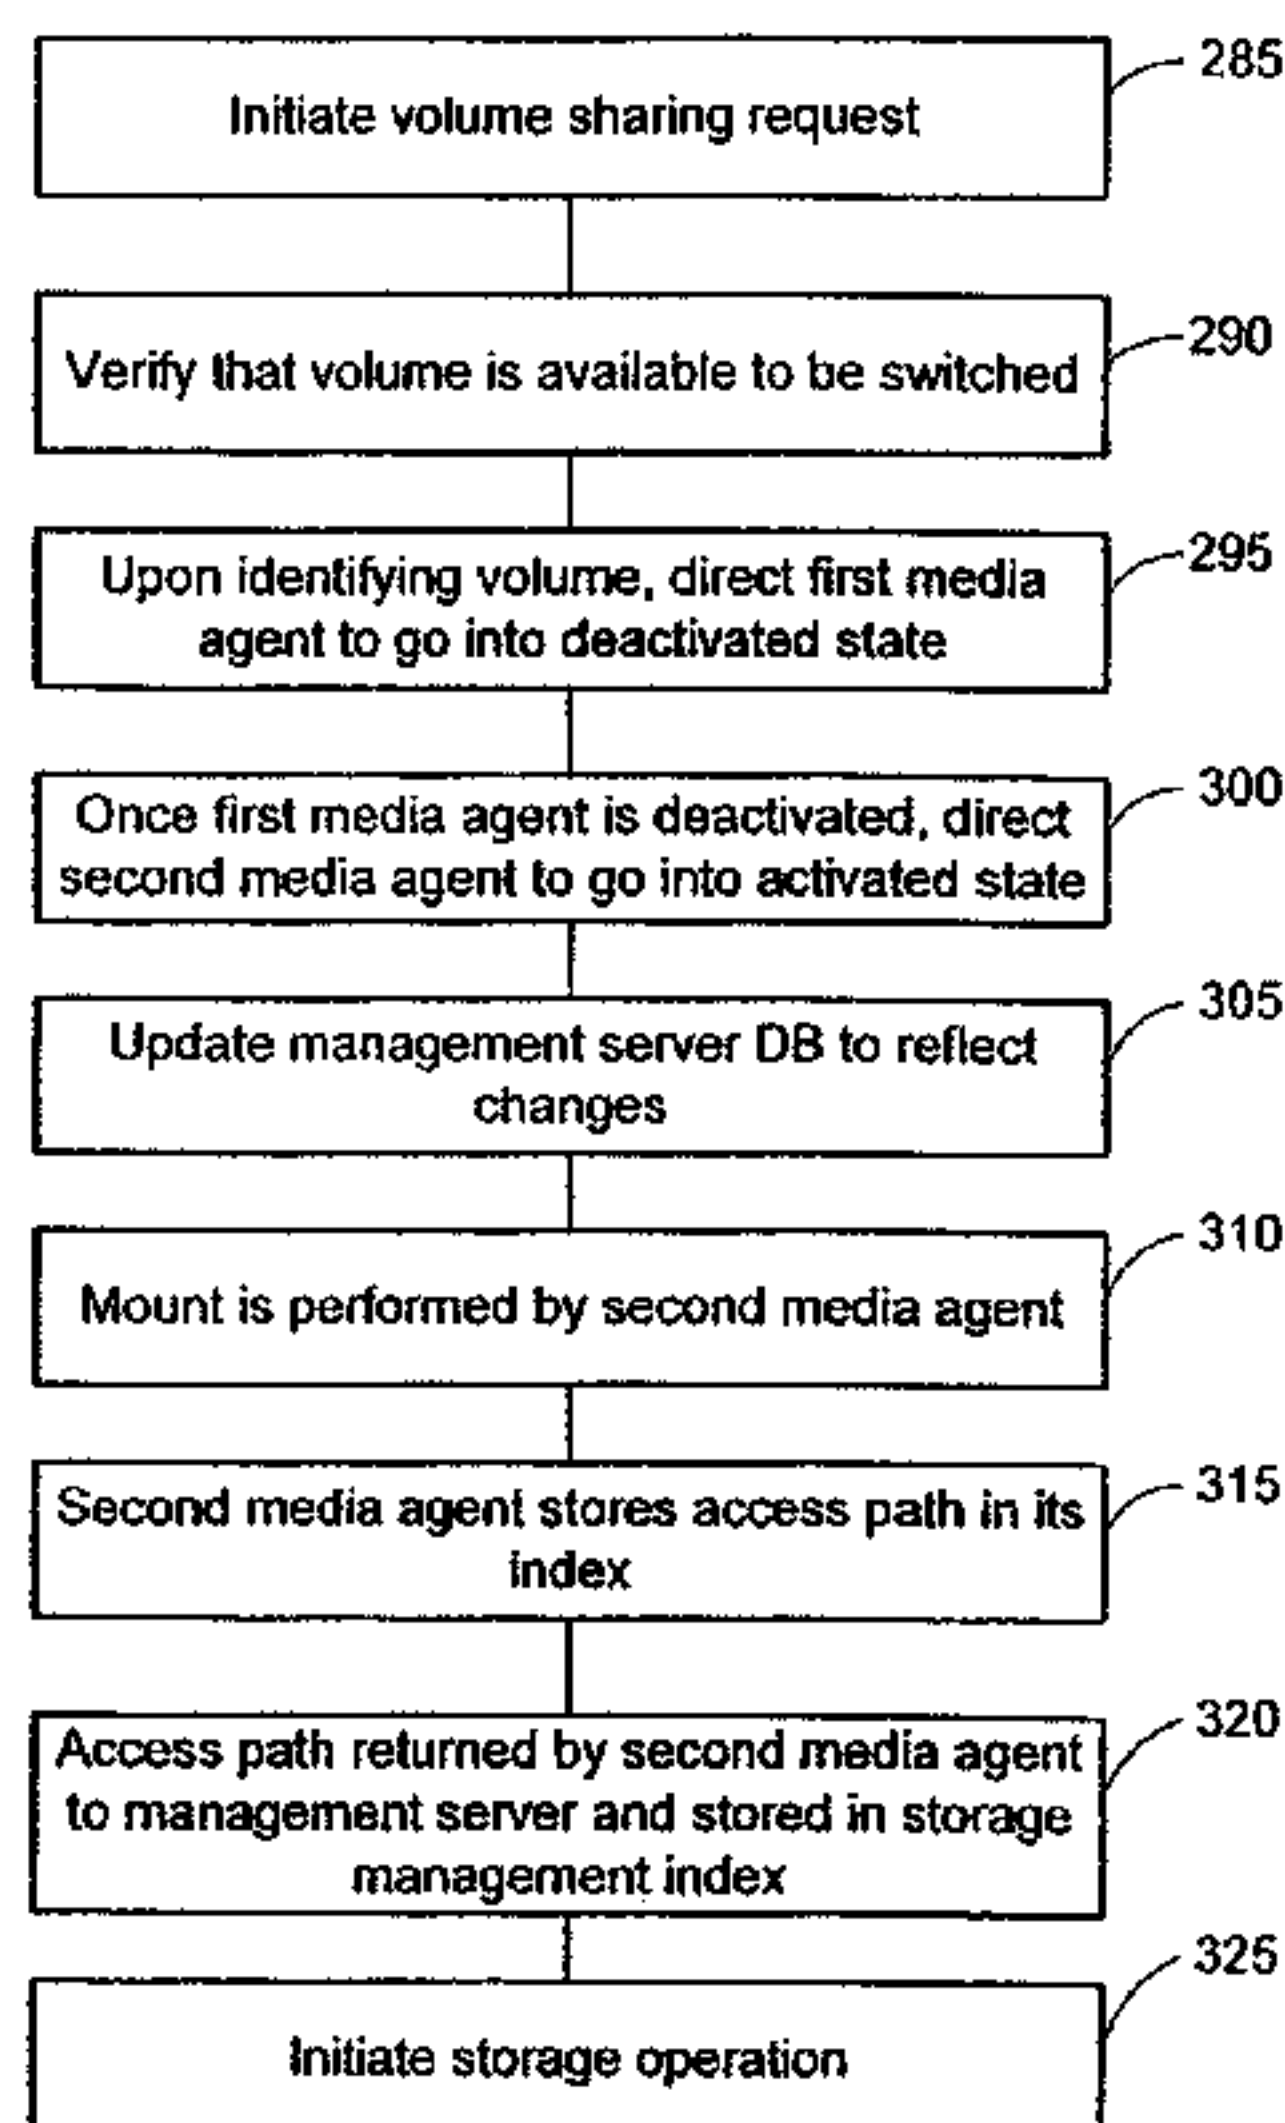 285
Initiate volume sharing request
290
Verify that volume is available to be switched
295
Upon identifying volume, direct first media
agent to go into deactivated state
300
Once first media agent is deactivated, direct
second media agent to go into activated state
305
Update management server DB to reflect
changes
310
Mount is performed by second media agent
315
Second media agent stores access path in its
index
320
Access path returned by second media agent
to management server and stored in storage
management index
325
Initiate storage operation